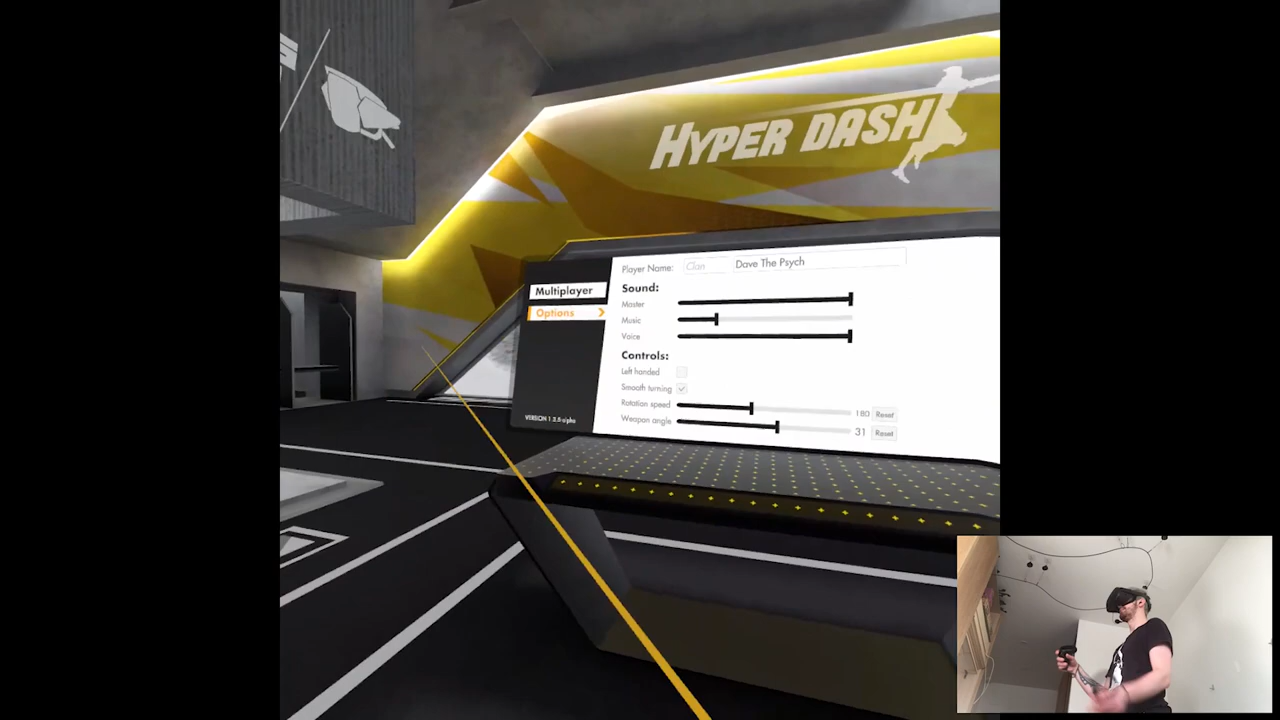 HYPER DASH
Player Name: Clan Dave The Psych
Multiplayer
Sound:
Options
Master
Music
Voice
Controls:
Left handed
Smooth turning
Rotation speed 180 Reset
Weapon angle 31 Reset